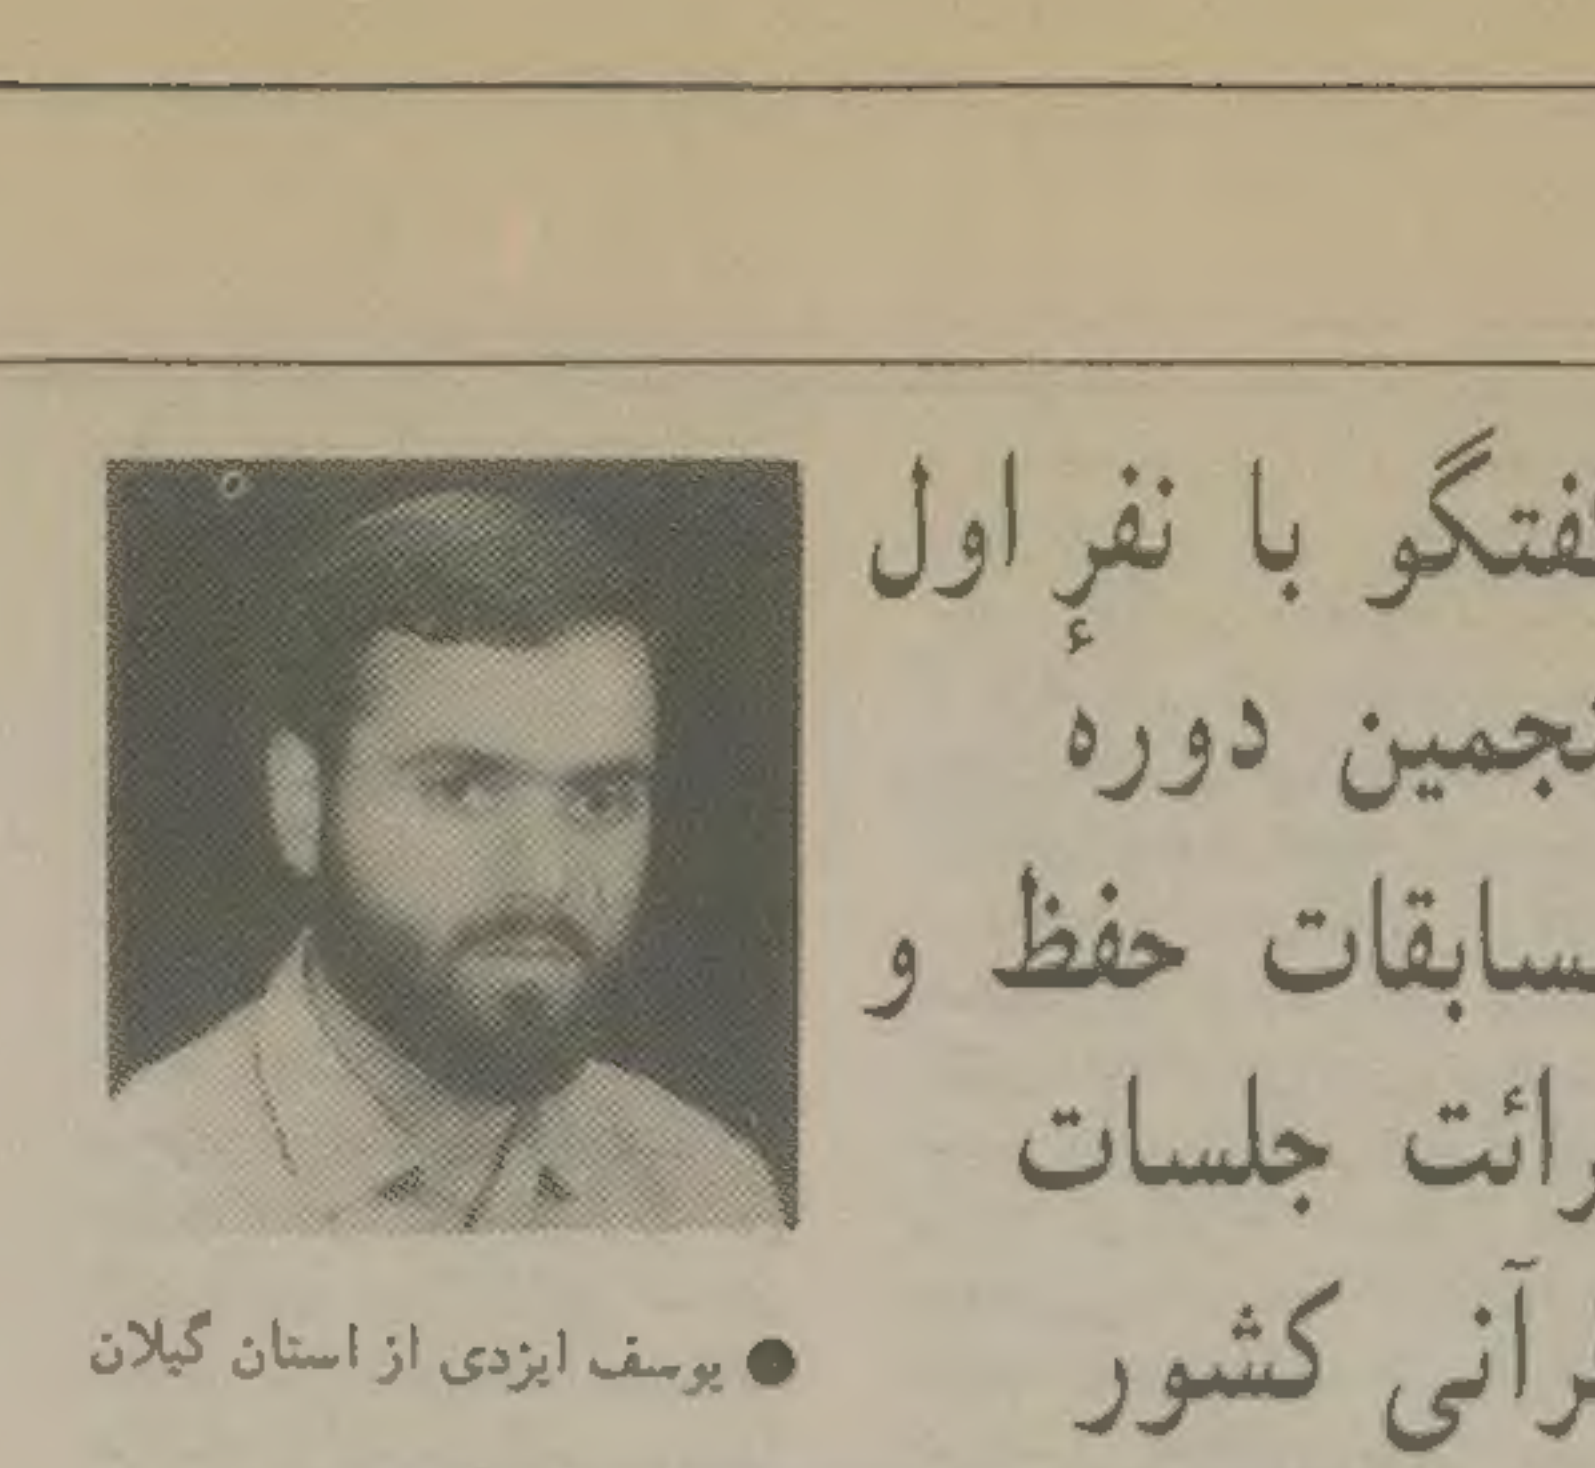 فتگو با نفرِ اول
نجمین دورهٔ
سابقات حفظ و
رائت جلسات
رآنی کشور
● یوسف ایزدی از استان گیلان